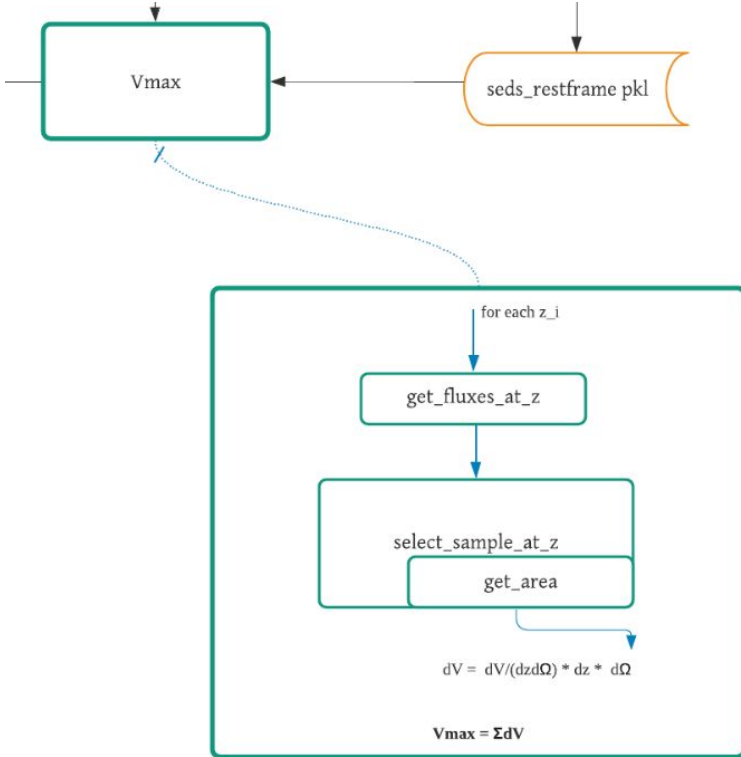 Vmax
seds_restframe pkl
for each z_i
get_fluxes_at_z
select_sample_at_z
get_area
dV = dV/(dzdΩ) * dz * dΩ
Vmax = ΣdV